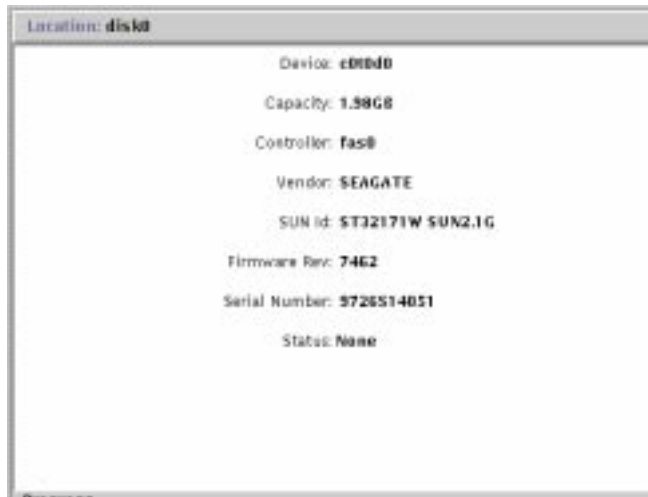 Location: disk0
Device: c0t0d0
Capacity: 1.98GB
Controller: fas0
Vendor: SEAGATE
SUN Id: ST32171W SUN2.1G
Firmware Rev: 7462
Serial Number: 9726S14051
Status: None